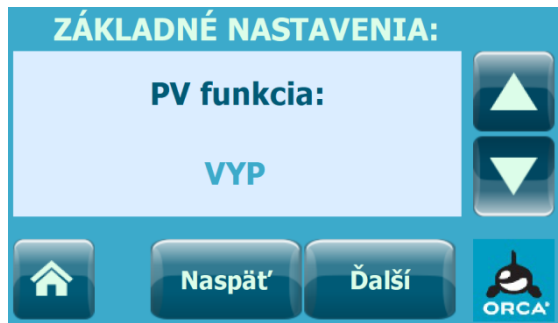 ZÁKLADNÉ NASTAVENIA:
PV funkcia:
VYP
Naspäť
Ďalší
ORCA